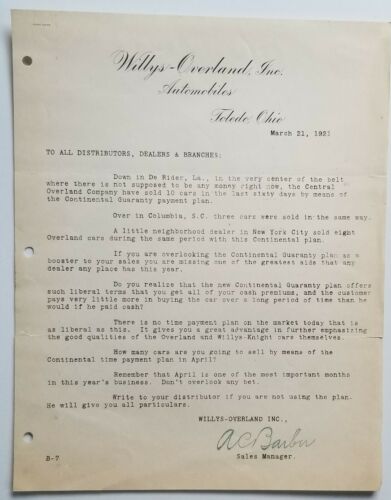 Willys-Overland, Inc.
Automobiles
Toledo, Ohio
March 21, 1921
TO ALL DISTRIBUTORS, DEALERS & BRANCHES:
Down in De Rider, La., in the very center of the belt
where there is not supposed to be any money right now, the Central
Overland Company have sold 10 cars in the last sixty days by means of
the Continental Guaranty payment plan.
Over in Columbia, S.C. three cars were sold in the same way.
A little neighborhood dealer in New York City sold eight
Overland cars during the same period with this Continental plan.
If you are overlooking the Continental Guaranty plan as a
booster to your sales you are missing one of the greatest aids that any
dealer any place has this year.
Do you realize that the new Continental Guaranty plan offers
such liberal terms that you get all of your cash premiums, and the customer
pays very little more in buying the car over a long period of time than he
would if he paid cash?
There is no time payment plan on the market today that is
as liberal as this. It gives you a great advantage in further emphasizing
the good qualities of the Overland and Willys-Knight cars themselves.
How many cars are you going to sell by means of the
Continental time payment plan in April?
Remember that April is one of the most important months
in this year's business. Don't overlook any bet.
Write to your distributor if you are not using the plan.
He will give you all particulars.
WILLYS-OVERLAND INC.,
A C Barber
Sales Manager.
B-7